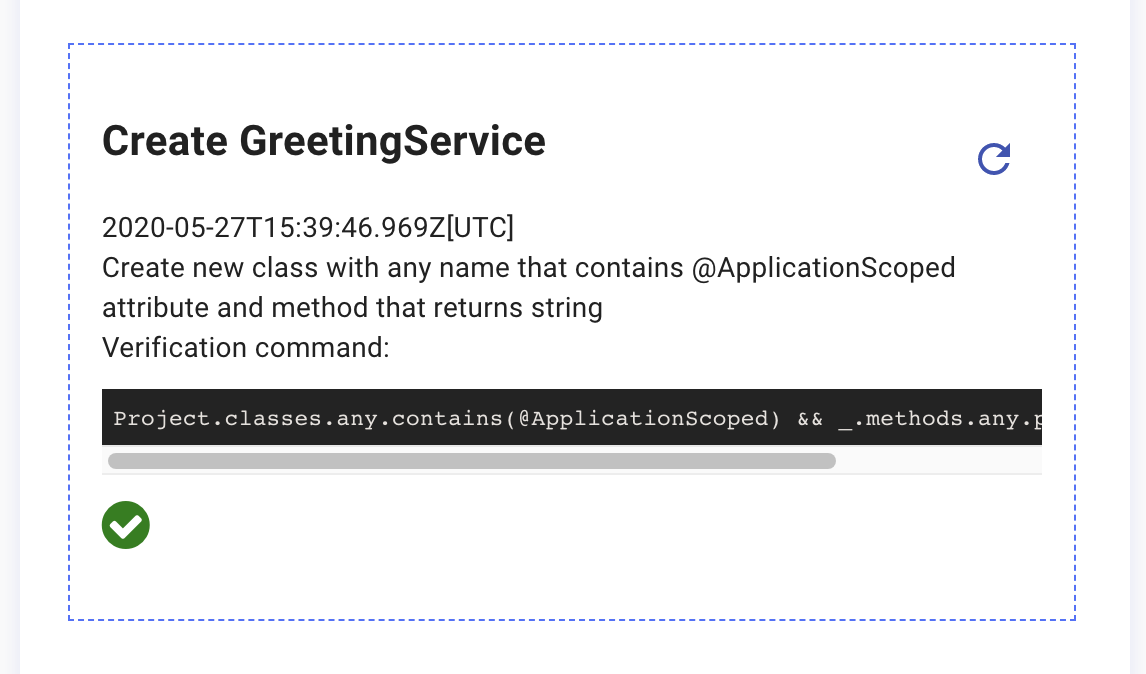 Create GreetingService
2020-05-27T15:39:46.969Z[UTC]
Create new class with any name that contains @ApplicationScoped
attribute and method that returns string
Verification command:
Project.classes.any.contains(@ApplicationScoped) && _.methods.any.